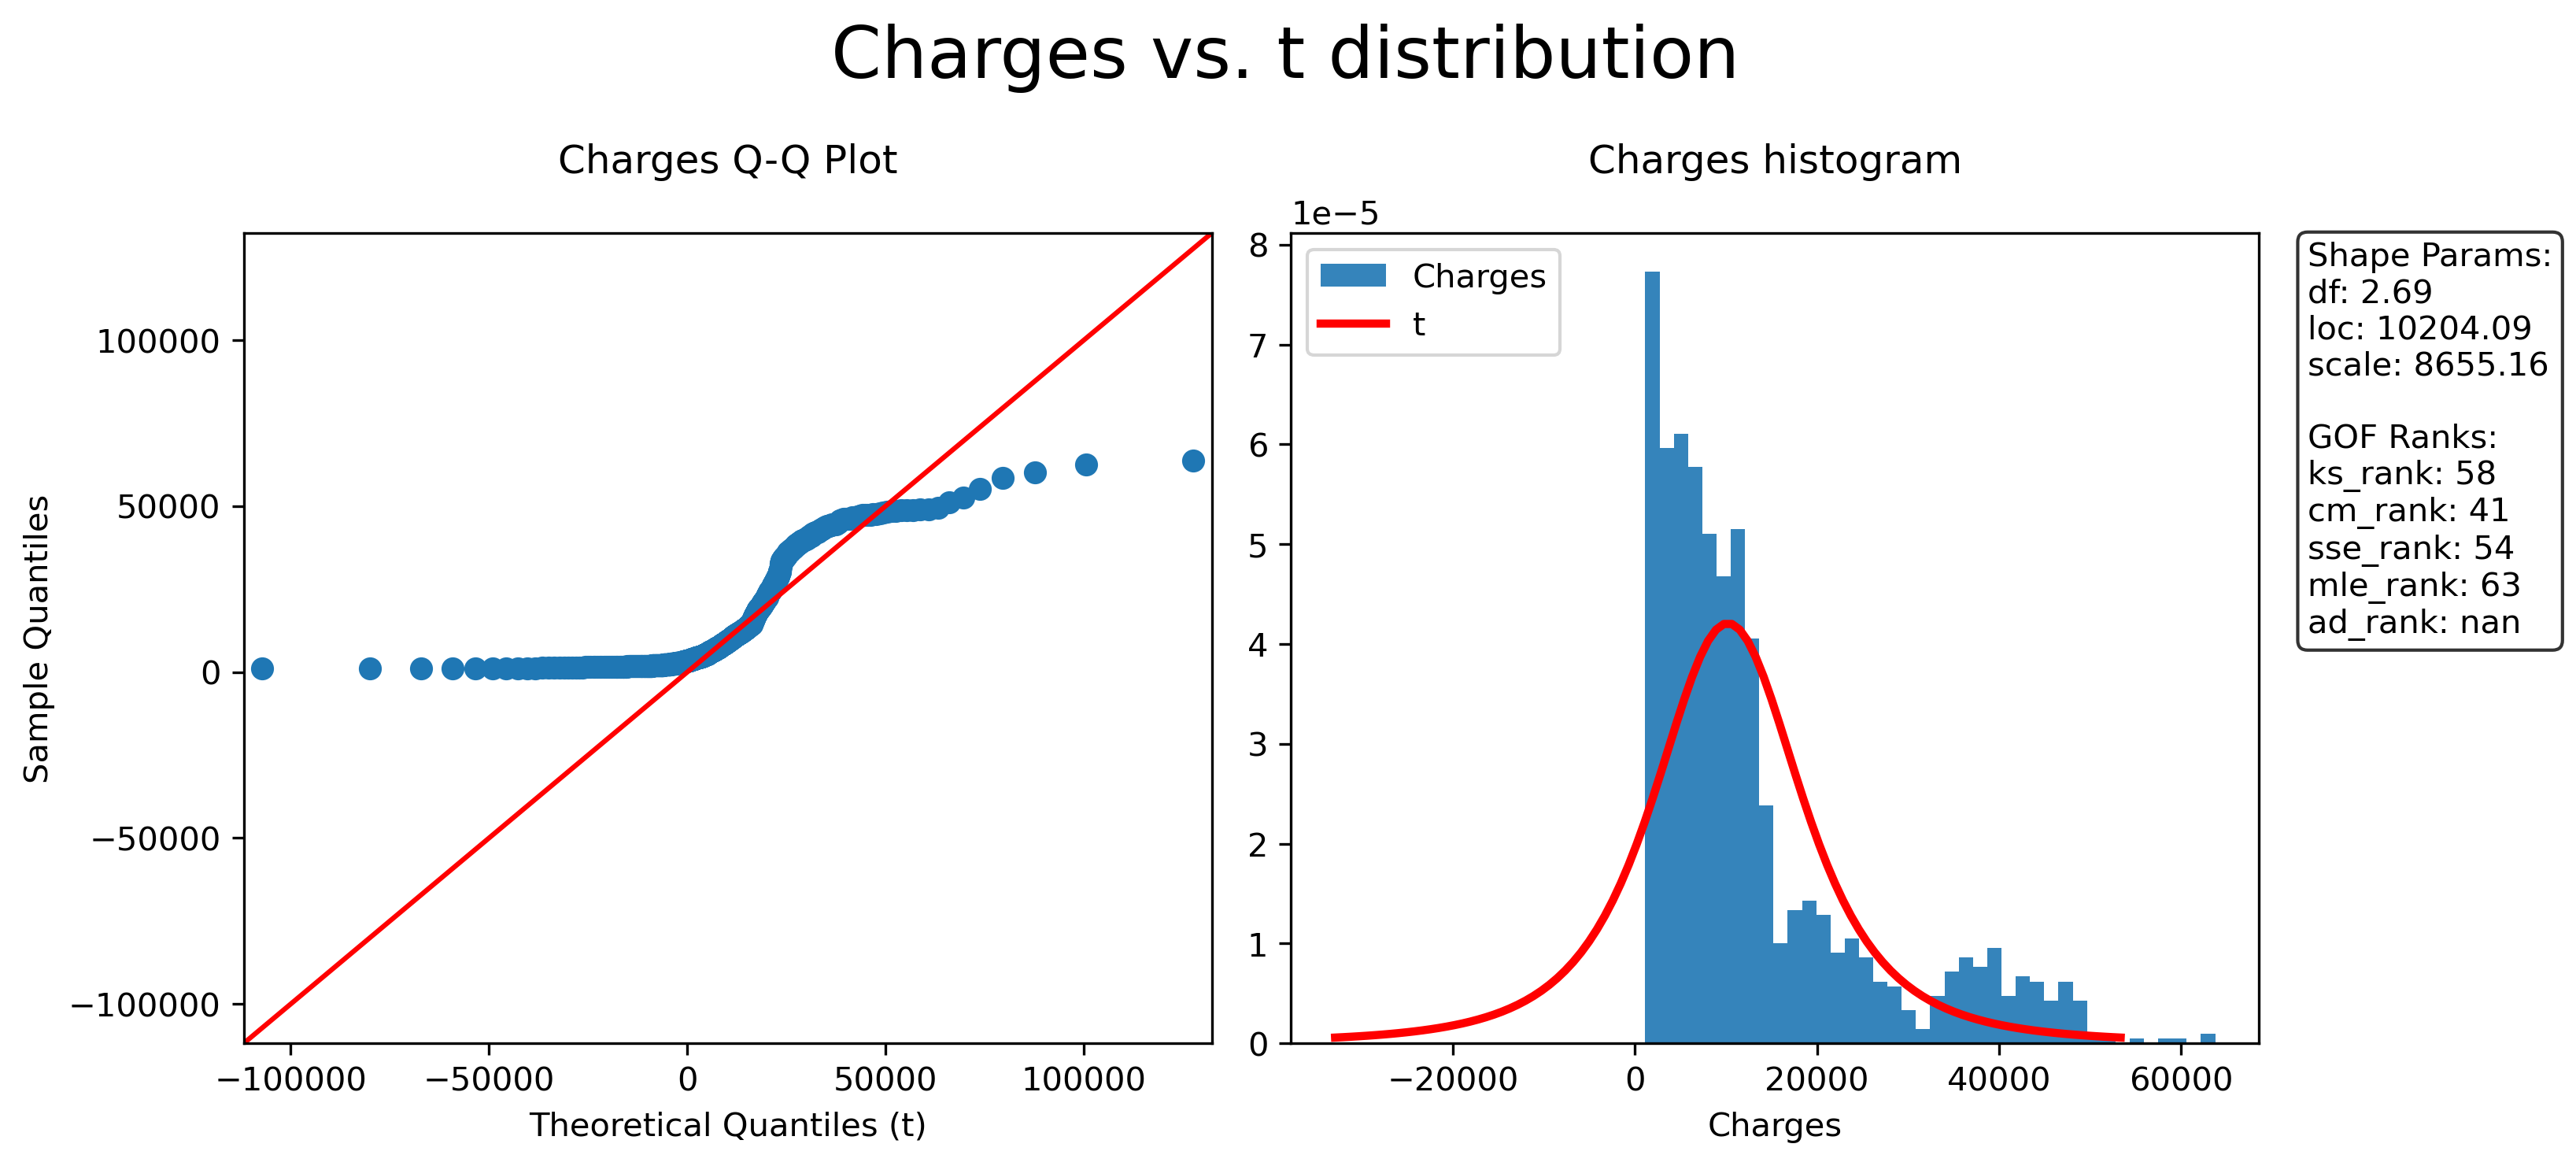 Charges vs. t distribution
Charges Q-Q Plot
100000
50000
0
−50000
−100000
Sample Quantiles
−100000 −50000 0 50000 100000
Theoretical Quantiles (t)
Charges histogram
1e−5
8
7
6
5
4
3
2
1
0
Charges
t
−20000 0 20000 40000 60000
Charges
Shape Params:
df: 2.69
loc: 10204.09
scale: 8655.16
GOF Ranks:
ks_rank: 58
cm_rank: 41
sse_rank: 54
mle_rank: 63
ad_rank: nan